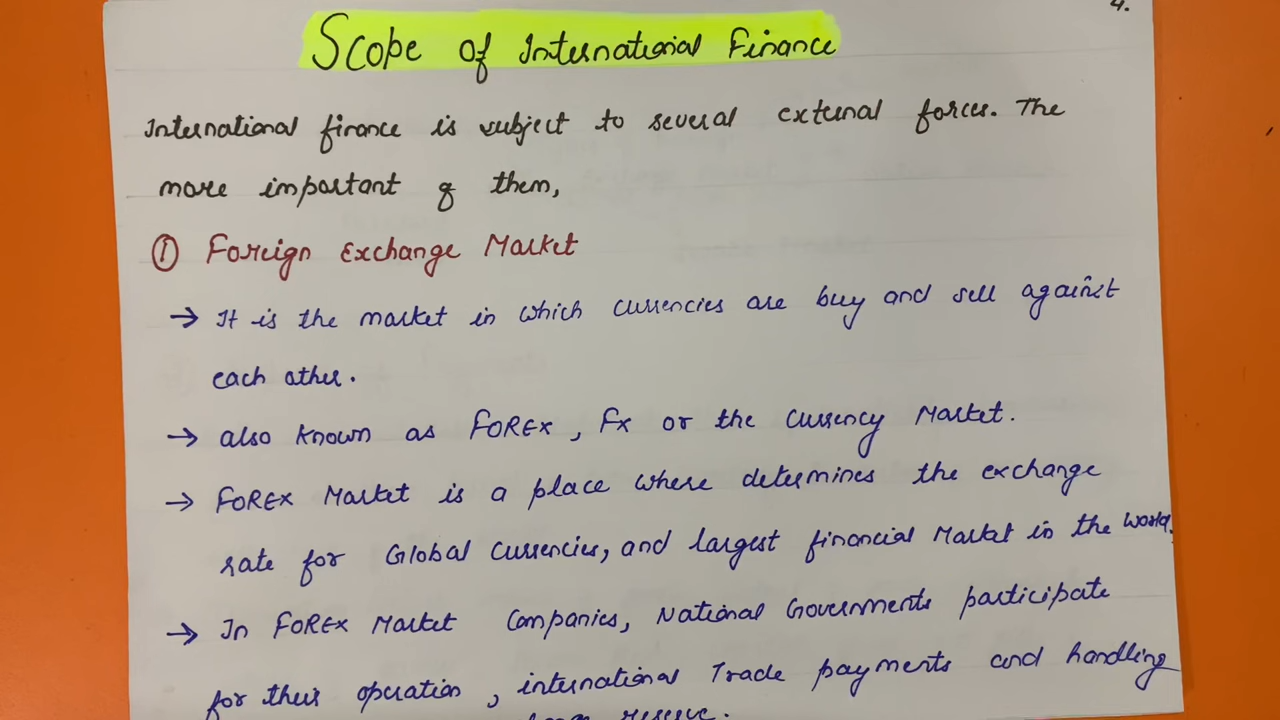 4.
Scope of International Finance
International finance is subject to several external forces. The
more important of them,
① Foreign Exchange Market
→ It is the market in which currencies are buy and sell against
each other.
→ also known as FOREX, FX or the Currency Market.
→ FOREX Market is a place where determines the exchange
rate for Global Currencies, and largest financial Market in the world.
→ In FOREX Market Companies, National Governments participate
for their operation, international Trade payments and handling
reserve.